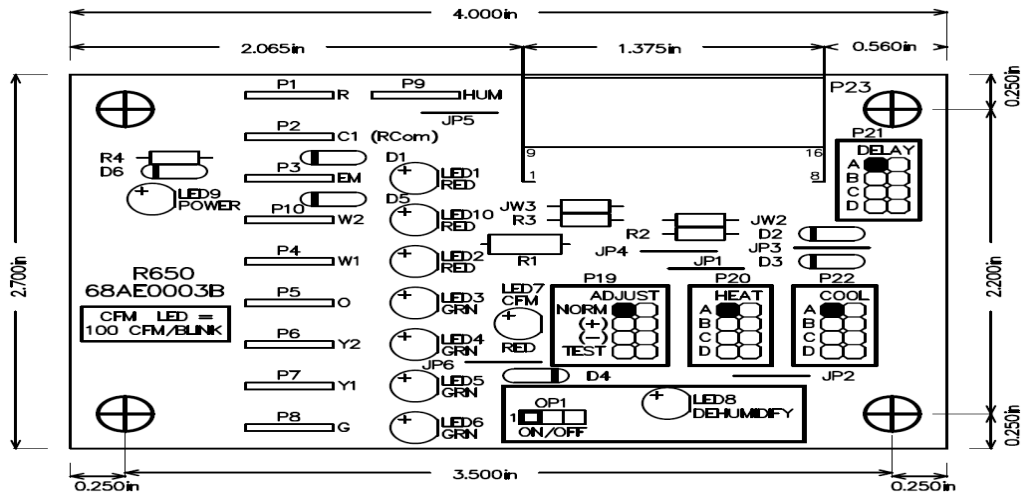 4.000in
2.065in
1.375in
0.560in
P1
R
P9
HUM
JP5
P23
0.250in
P2
C1 (RCom)
P21
DELAY
A
B
C
D
R4
D6
LED9
POWER
P3
EM
D1
LED1
RED
9
1
16
8
P10
W2
D5
LED10
RED
JW3
R3
R2
JW2
D2
JP3
D3
P4
W1
LED2
RED
R1
JP4
JP1
2.700in
2.200in
R650
68AE0003B
CFM LED =
100 CFM/BLINK
P5
O
LED3
GRN
LED7
CFM
RED
P19
ADJUST
NORM
(+)
(-)
TEST
P20
HEAT
A
B
C
D
P22
COOL
A
B
C
D
P6
Y2
LED4
GRN
JP6
P7
Y1
LED5
GRN
D4
JP2
P8
G
LED6
GRN
OP1
1
ON/OFF
LED8
DEHUMIDIFY
0.250in
0.250in
3.500in
0.250in